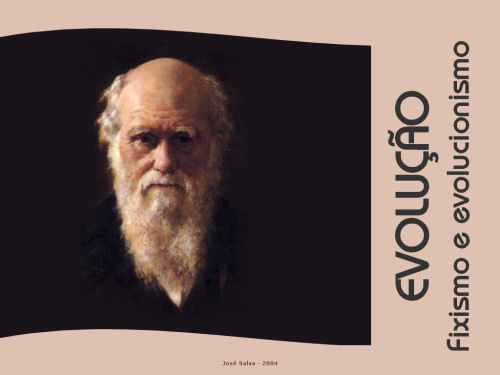 EVOLUÇÃO
Fixismo e evolucionismo
José Salsa - 2004